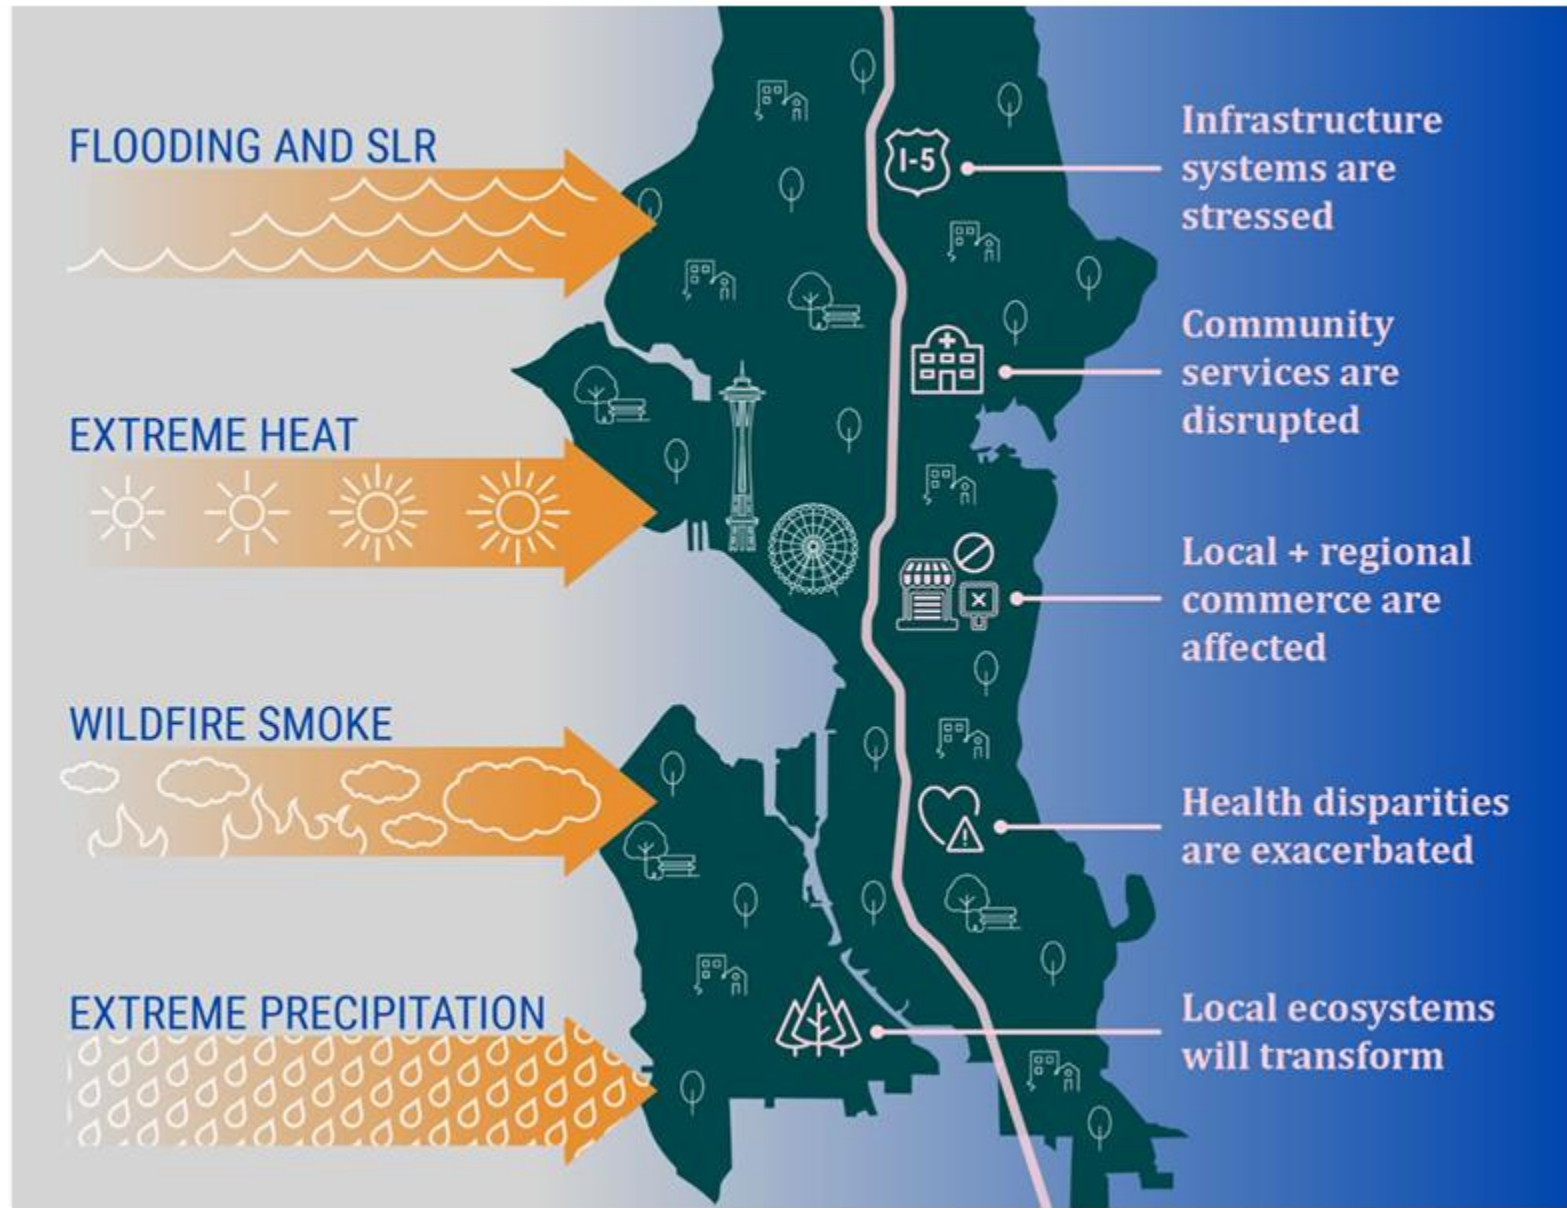 FLOODING AND SLR
EXTREME HEAT
WILDFIRE SMOKE
EXTREME PRECIPITATION
I-5
Infrastructure
systems are
stressed
Community
services are
disrupted
Local + regional
commerce are
affected
Health disparities
are exacerbated
Local ecosystems
will transform